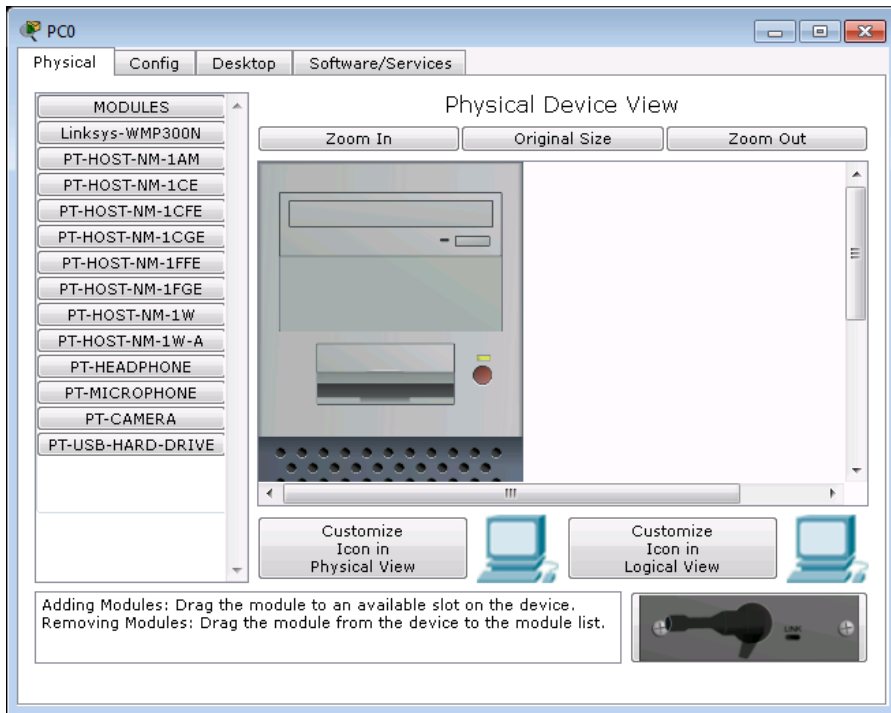 PC0
Physical
Config
Desktop
Software/Services
MODULES
Linksys-WMP300N
PT-HOST-NM-1AM
PT-HOST-NM-1CE
PT-HOST-NM-1CFE
PT-HOST-NM-1CGE
PT-HOST-NM-1FFE
PT-HOST-NM-1FGE
PT-HOST-NM-1W
PT-HOST-NM-1W-A
PT-HEADPHONE
PT-MICROPHONE
PT-CAMERA
PT-USB-HARD-DRIVE
Physical Device View
Zoom In
Original Size
Zoom Out
Customize
Icon in
Physical View
Customize
Icon in
Logical View
Adding Modules: Drag the module to an available slot on the device.
Removing Modules: Drag the module from the device to the module list.
LINK